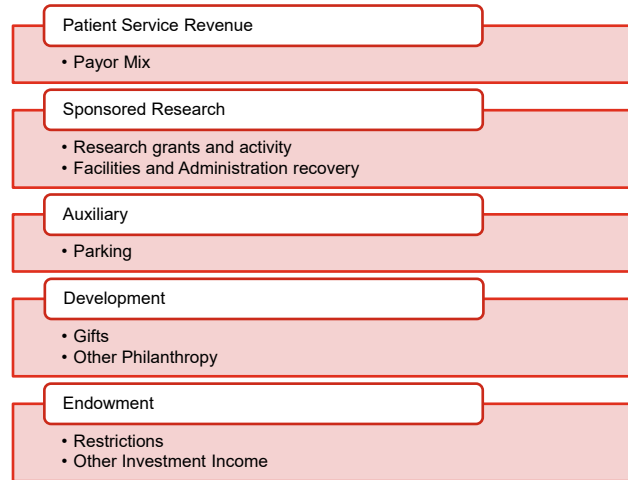 Patient Service Revenue
• Payor Mix
Sponsored Research
• Research grants and activity
• Facilities and Administration recovery
Auxiliary
• Parking
Development
• Gifts
• Other Philanthropy
Endowment
• Restrictions
• Other Investment Income